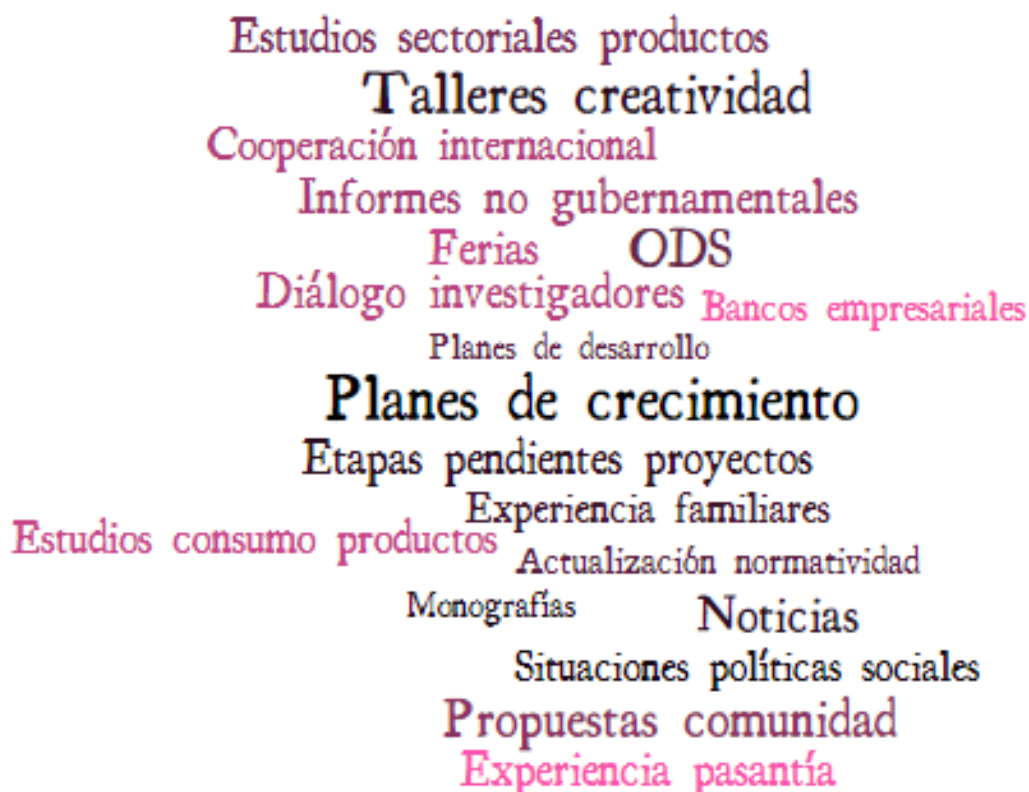 Estudios sectoriales productos
Talleres creatividad
Cooperación internacional
Informes no gubernamentales
Ferias ODS
Diálogo investigadores Bancos empresariales
Planes de desarrollo
Planes de crecimiento
Etapas pendientes proyectos
Experiencia familiares
Estudios consumo productos
Actualización normatividad
Monografías Noticias
Situaciones políticas sociales
Propuestas comunidad
Experiencia pasantía